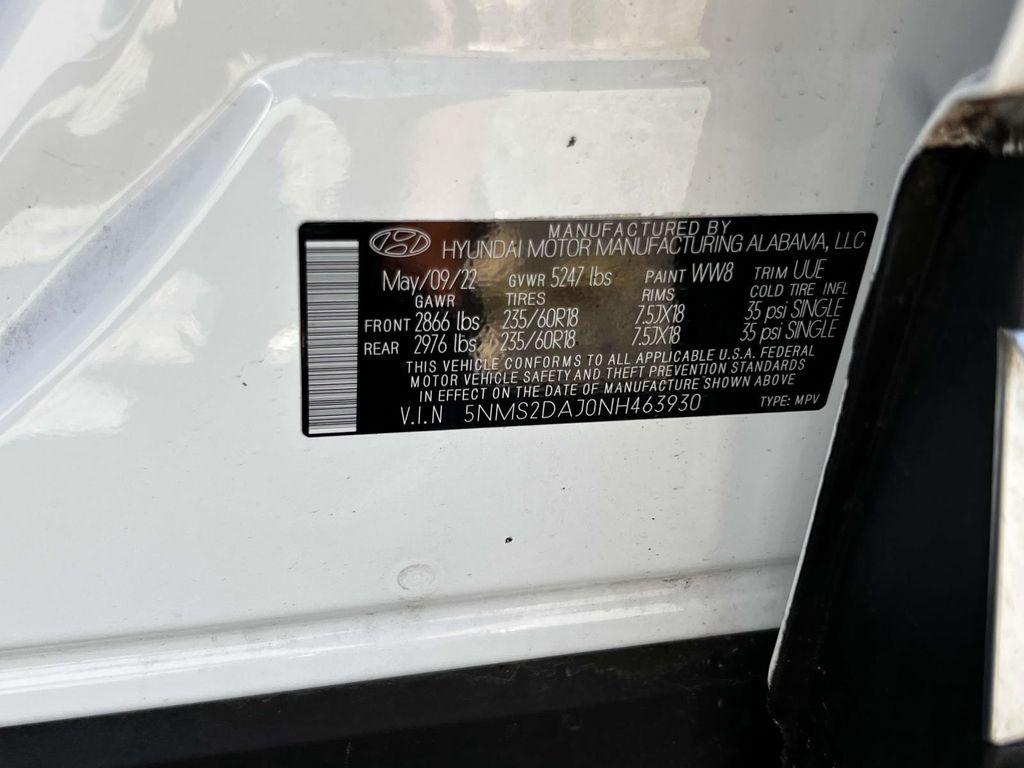 MANUFACTURED BY
HYUNDAI MOTOR MANUFACTURING ALABAMA, LLC
May/09/22 GVWR 5247 lbs PAINT WW8 TRIM UUE
GAWR TIRES RIMS COLD TIRE INFL
FRONT 2866 lbs 235/60R18 7.5JX18 35 psi SINGLE
REAR 2976 lbs 235/60R18 7.5JX18 35 psi SINGLE
THIS VEHICLE CONFORMS TO ALL APPLICABLE U.S.A. FEDERAL
MOTOR VEHICLE SAFETY AND THEFT PREVENTION STANDARDS
IN EFFECT ON THE DATE OF MANUFACTURE SHOWN ABOVE
V.I.N 5NMS2DAJ0NH463930 TYPE: MPV